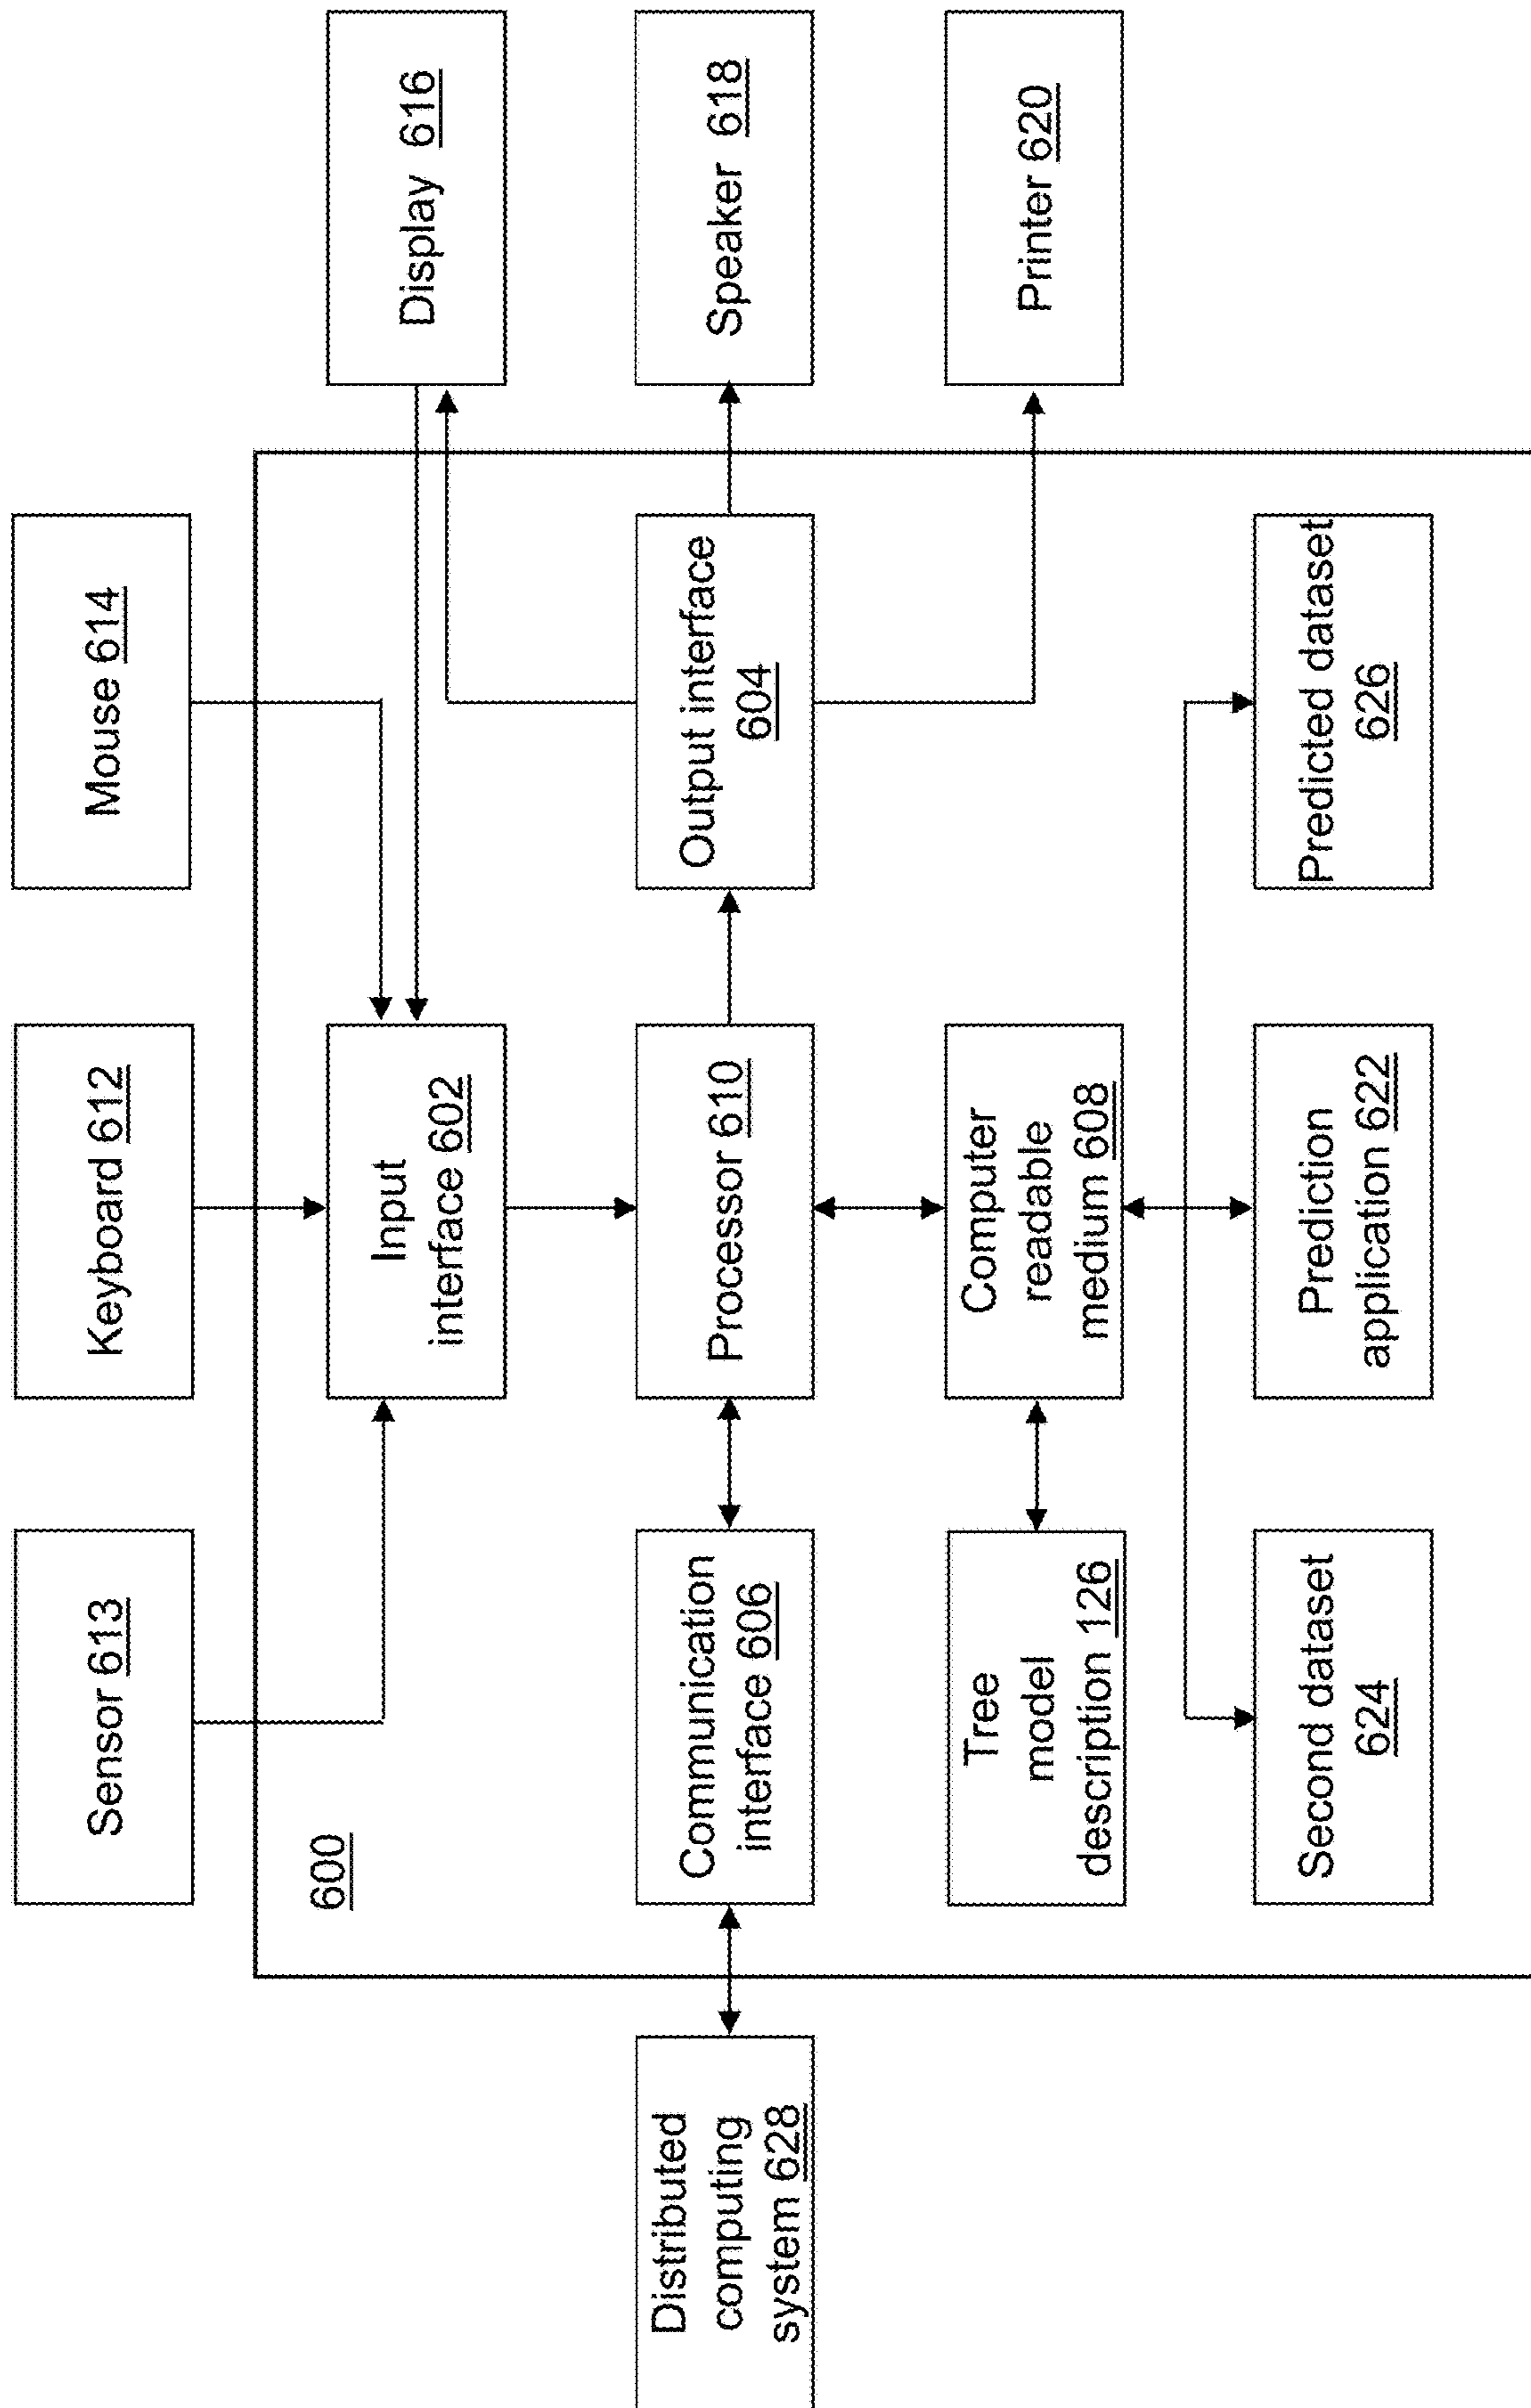 Sensor 613
Keyboard 612
Mouse 614
600
Input
interface 602
Display 616
Distributed
computing
system 628
Communication
interface 606
Processor 610
Output interface
604
Speaker 618
Tree
model
description 126
Computer
readable
medium 608
Printer 620
Second dataset
624
Prediction
application 622
Predicted dataset
626